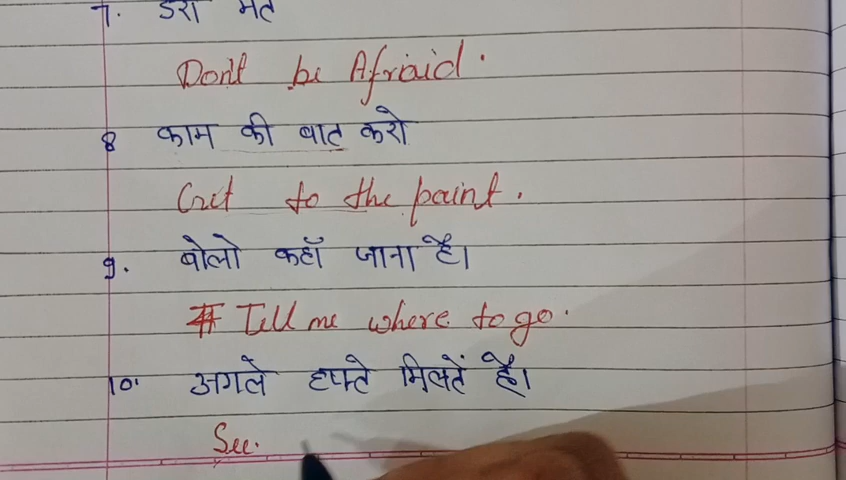 7. डरो मत
Don't be Afraid.
8 काम की बात करो
Get to the point.
9. बोलो कहाँ जाना है।
Tell me where to go.
10. अगले हफ्ते मिलतें है।
See.